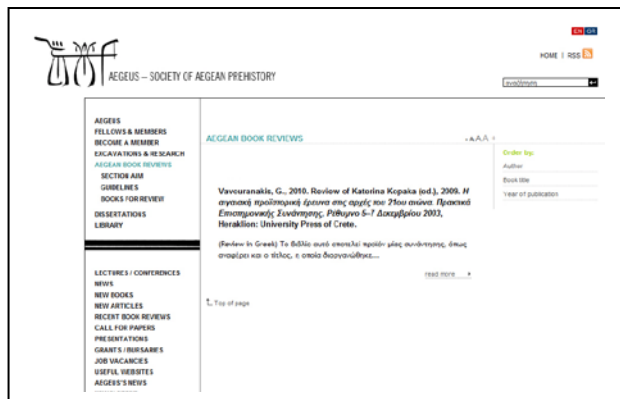 EN GR
HOME | RSS
AEGEUS – SOCIETY OF AEGEAN PREHISTORY
αναζήτηση
AEGEUS
FELLOWS & MEMBERS
BECOME A MEMBER
EXCAVATIONS & RESEARCH
AEGEAN BOOK REVIEWS
SECTION AIM
GUIDELINES
BOOKS FOR REVIEW
DISSERTATIONS
LIBRARY
LECTURES / CONFERENCES
NEWS
NEW BOOKS
NEW ARTICLES
RECENT BOOK REVIEWS
CALL FOR PAPERS
PRESENTATIONS
GRANTS / BURSARIES
JOB VACANCIES
USEFUL WEBSITES
AEGEUS'S NEWS
AEGEAN BOOK REVIEWS
- A A A +
Vavouranakis, G., 2010. Review of Katerina Kopaka (ed.), 2009. Η
αιγαιακή προϊστορική έρευνα στις αρχές του 21ου αιώνα. Πρακτικά
Επιστημονικής Συνάντησης, Ρέθυμνο 5–7 Δεκεμβρίου 2003,
Heraklion: University Press of Crete.
(Review in Greek) Το βιβλίο αυτό αποτελεί προϊόν μίας συνάντησης, όπως
αναφέρει και ο τίτλος, η οποία διοργανώθηκε...
read more
Top of page
Order by:
Author
Book title
Year of publication